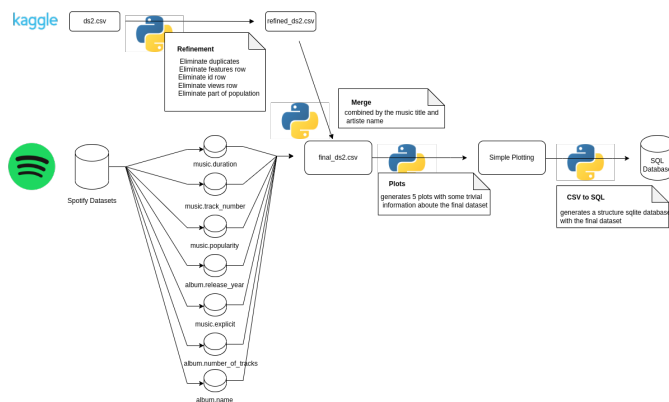 kaggle
ds2.csv
refined_ds2.csv
Refinement
Eliminate duplicates
Eliminate features row
Eliminate id row
Eliminate views row
Eliminate part of population
Merge
combined by the music title and
artiste name
Spotify Datasets
music.duration
music.track_number
music.popularity
album.release_year
music.explicit
album.number_of_tracks
album.name
final_ds2.csv
Plots
generates 5 plots with some trivial
information aboute the final dataset
Simple Plotting
CSV to SQL
generates a structure sqlite database
with the final dataset
SQL
Database